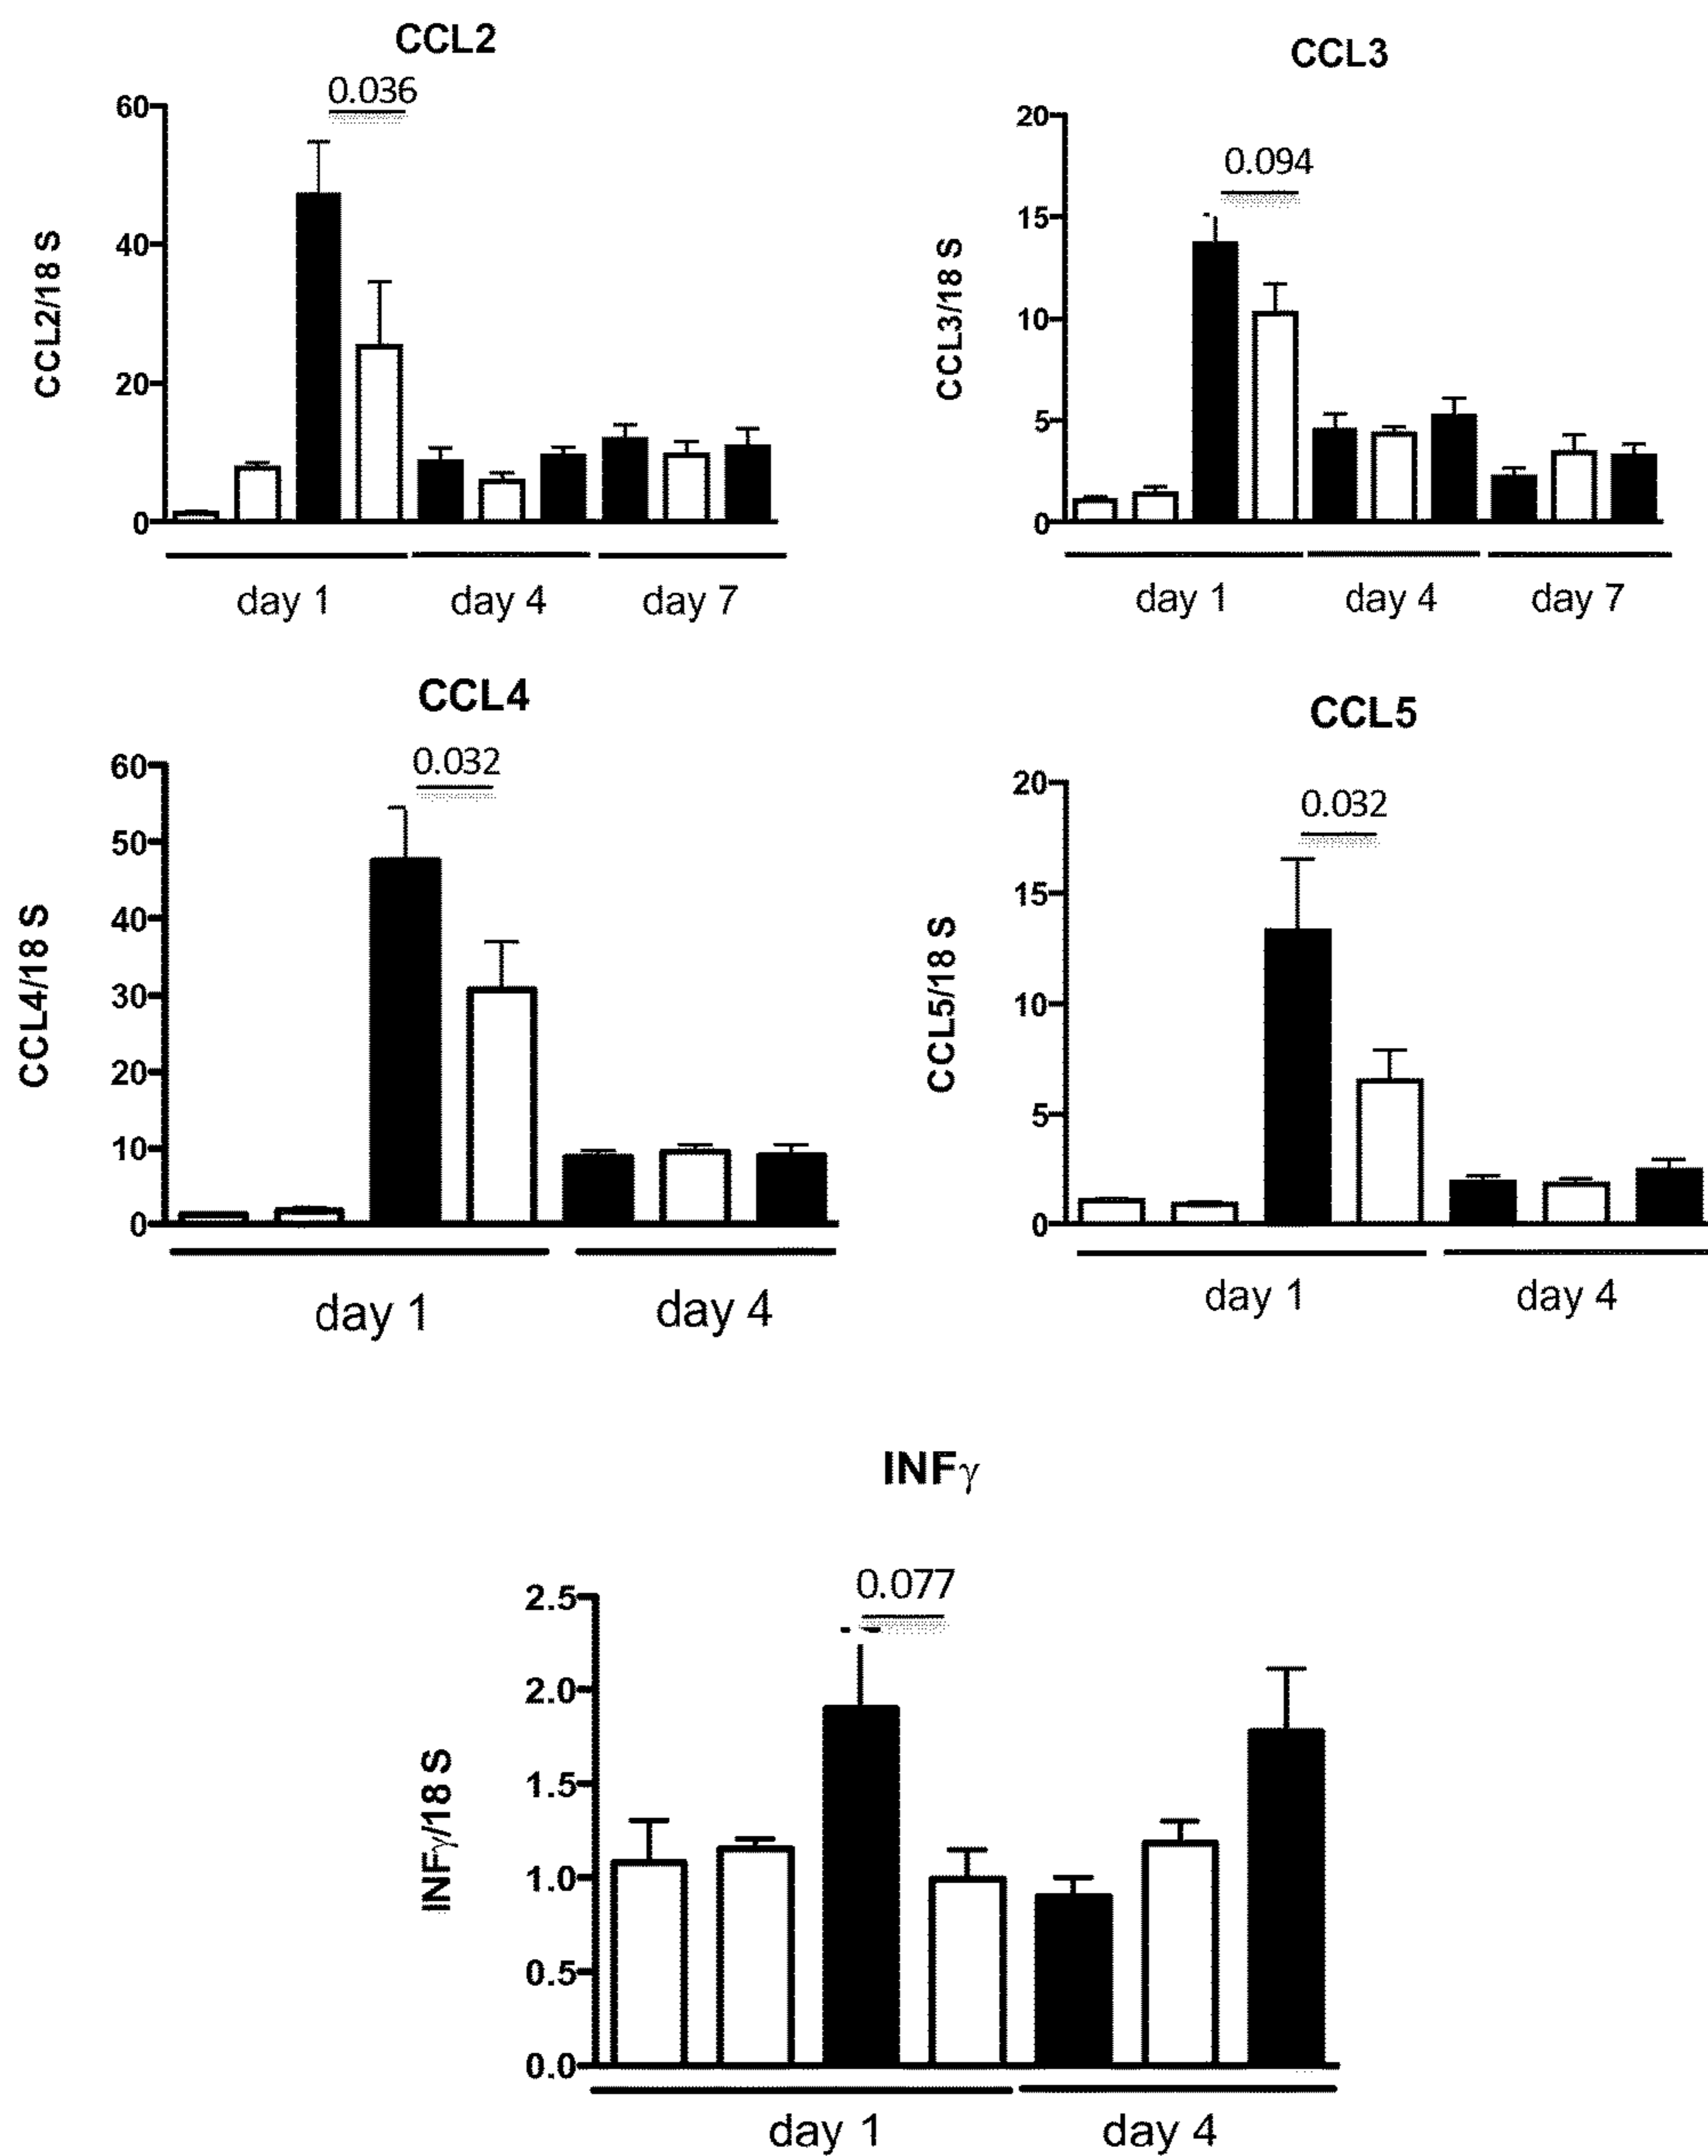 CCL2
0.036
60
40
20
0
CCL2/18 S
day 1 day 4 day 7
CCL3
0.094
20
15
10
5
0
CCL3/18 S
day 1 day 4 day 7
CCL4
0.032
60
50
40
30
20
10
0
CCL4/18 S
day 1 day 4
CCL5
0.032
20
15
10
5
0
CCL5/18 S
day 1 day 4
INFγ
0.077
2.5
2.0
1.5
1.0
0.5
0.0
INFγ/18 S
day 1 day 4